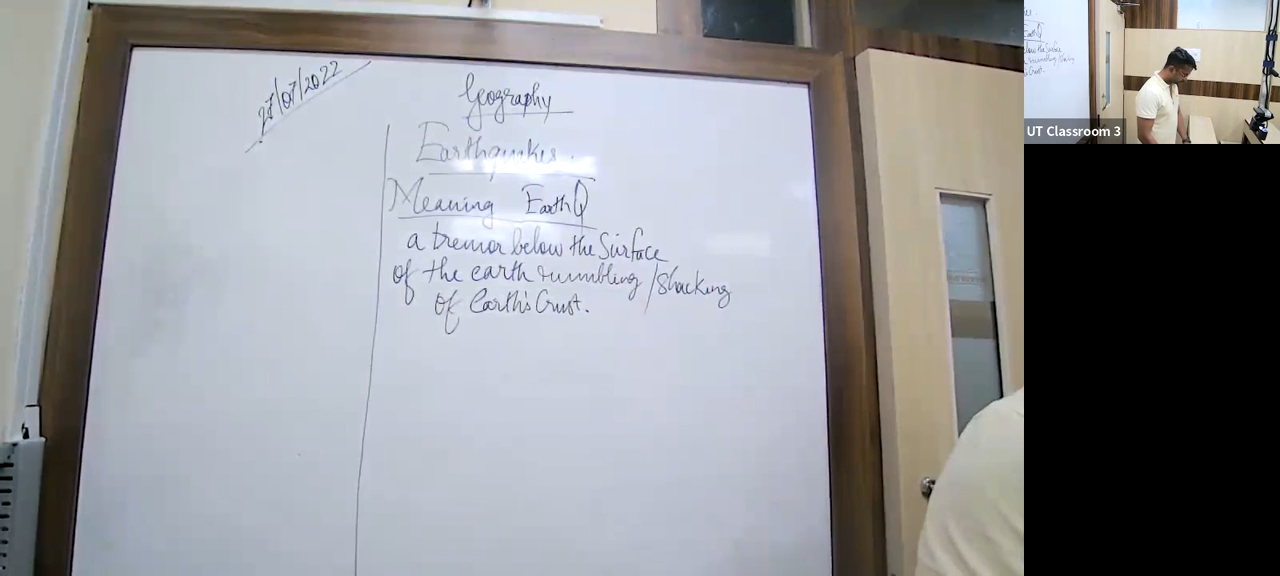 27/07/2022
Geography
Earthquakes.
Meaning EarthQ
a tremor below the Surface
of the earth rumbling/Shacking
of Earth's Crust.
UT Classroom 3